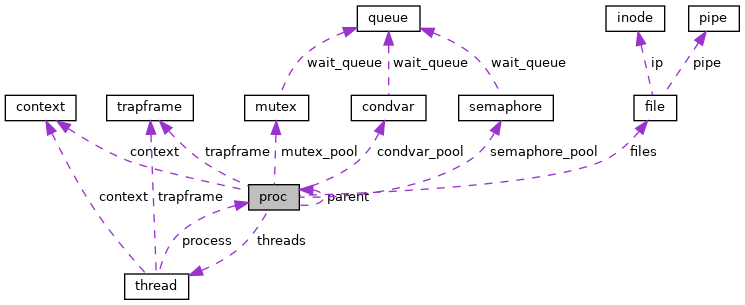 queue
inode
pipe
wait_queue
wait_queue
wait_queue
ip
pipe
context
trapframe
mutex
condvar
semaphore
file
context
trapframe
mutex_pool
condvar_pool
semaphore_pool
files
context
trapframe
proc
parent
process
threads
thread